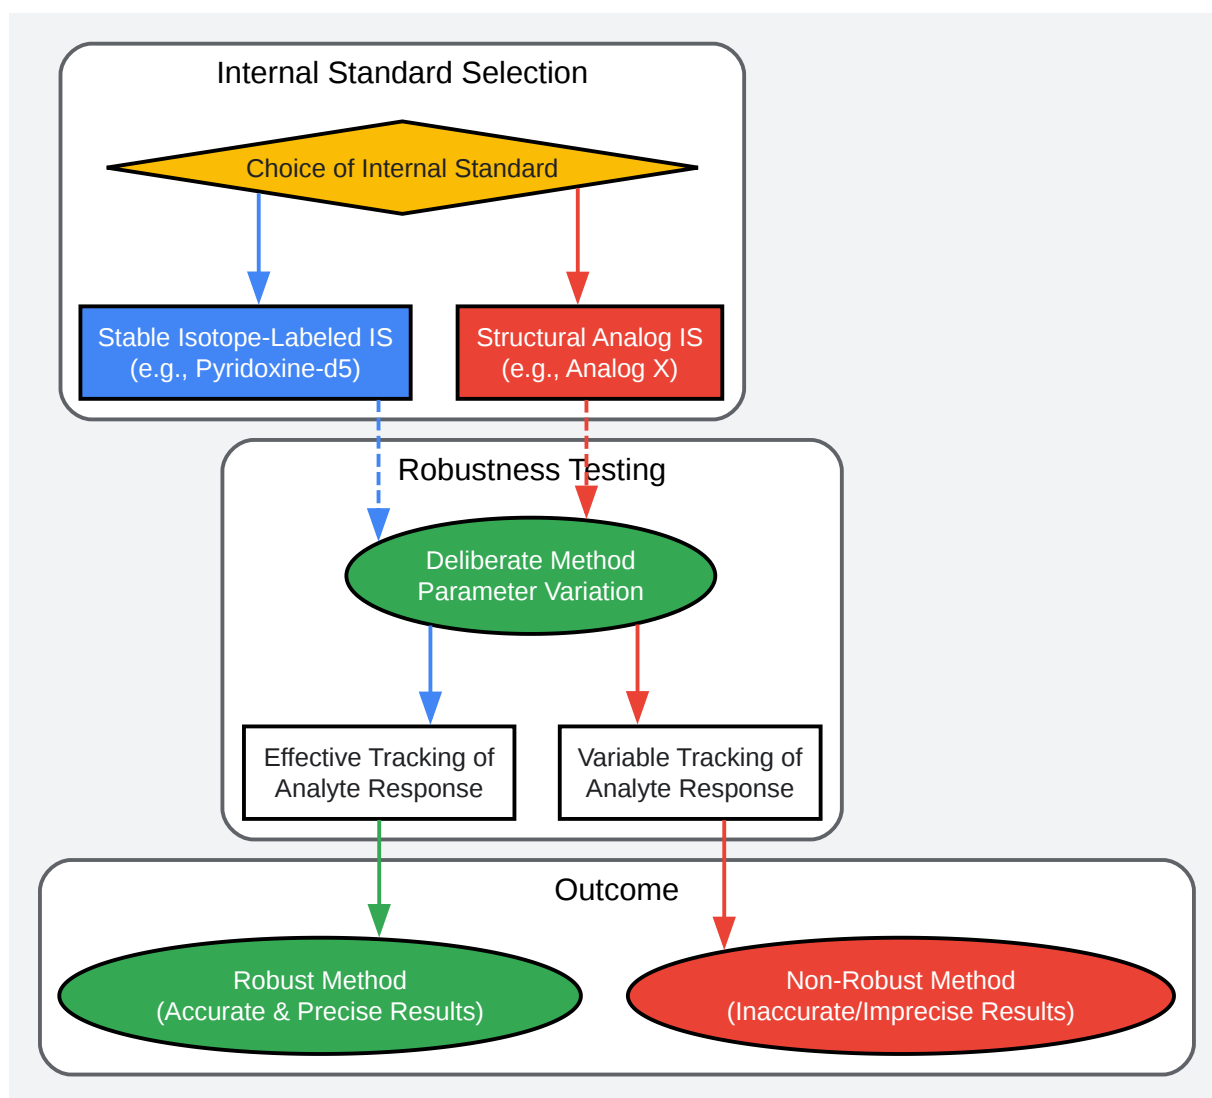 Internal Standard Selection
Choice of Internal Standard
Stable Isotope-Labeled IS
(e.g., Pyridoxine-d5)
Structural Analog IS
(e.g., Analog X)
Robustness Testing
Deliberate Method
Parameter Variation
Effective Tracking of
Analyte Response
Variable Tracking of
Analyte Response
Outcome
Robust Method
(Accurate & Precise Results)
Non-Robust Method
(Inaccurate/Imprecise Results)